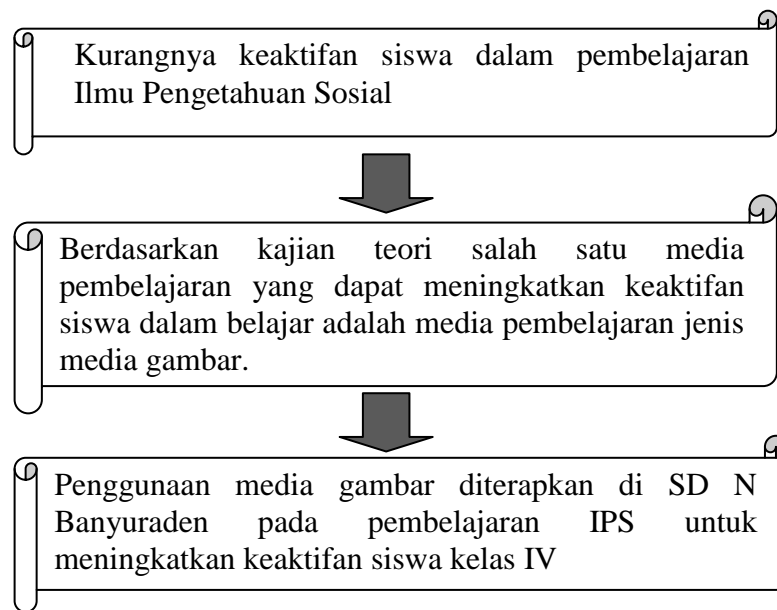 Kurangnya keaktifan siswa dalam pembelajaran
Ilmu Pengetahuan Sosial
Berdasarkan kajian teori salah satu media
pembelajaran yang dapat meningkatkan keaktifan
siswa dalam belajar adalah media pembelajaran jenis
media gambar.
Penggunaan media gambar diterapkan di SD N
Banyuraden pada pembelajaran IPS untuk
meningkatkan keaktifan siswa kelas IV